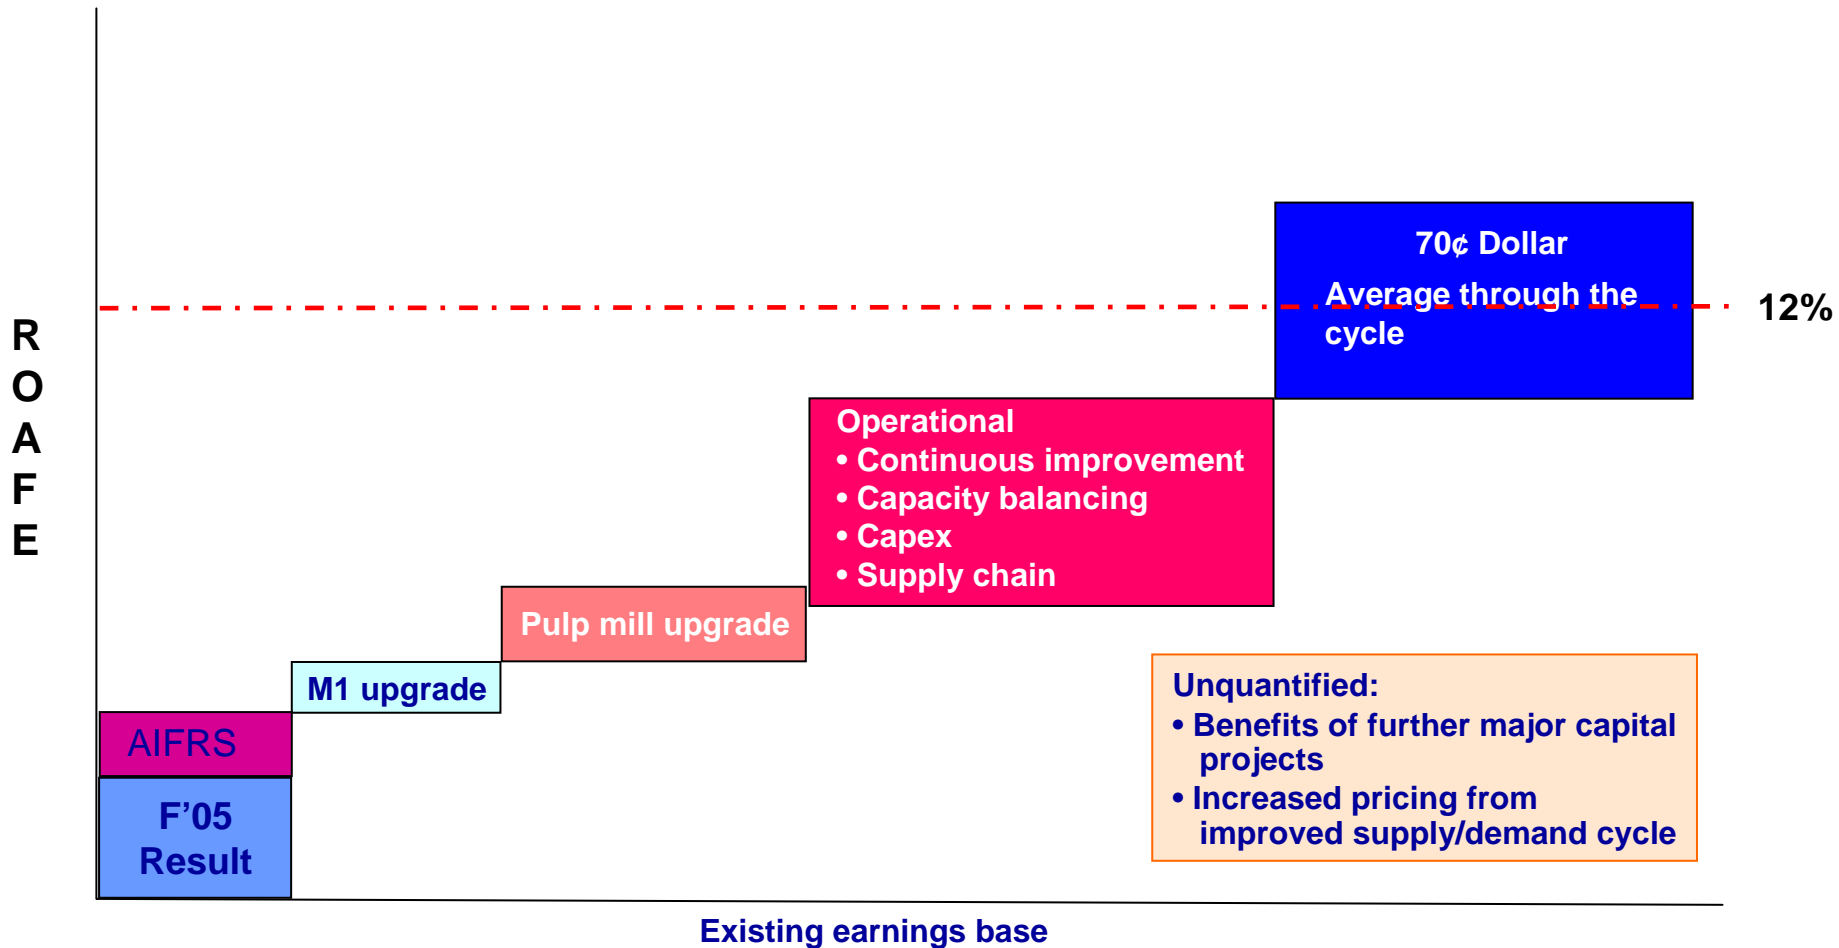 R
O
A
F
E
70¢ Dollar
Average through the
cycle
12%
Operational
• Continuous improvement
• Capacity balancing
• Capex
• Supply chain
Pulp mill upgrade
M1 upgrade
AIFRS
F’05
Result
Unquantified:
• Benefits of further major capital
projects
• Increased pricing from
improved supply/demand cycle
Existing earnings base